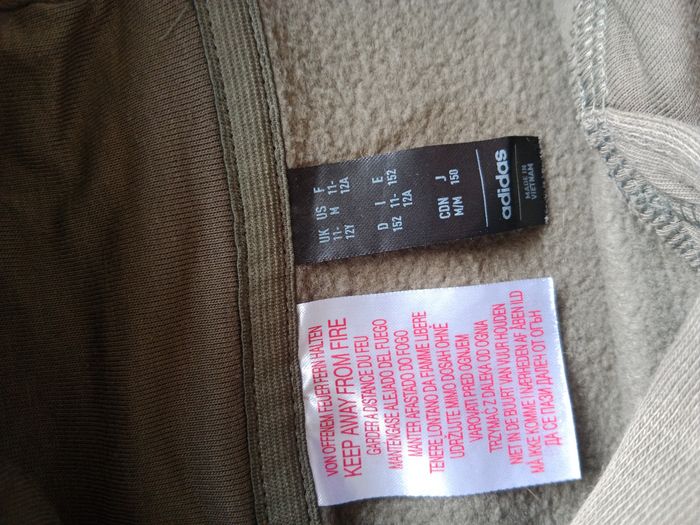 adidas
MADE IN
VIETNAM
UK US F
11- M 11-
12Y 12A
D I E
152 11- 152
12A
CDN J
M/M 150
VON OFFENEM FEUER FERN HALTEN
KEEP AWAY FROM FIRE
GARDER A DISTANCE DU FEU
MANTENGASE ALEJADO DEL FUEGO
MANTER AFASTADO DO FOGO
TENERE LONTANO DA FIAMME LIBERE
UDRŽUJTE MIMO DOSAH OHNĚ
VAROVATI PRED OGNJEM
TRZYMAĆ Z DALEKA OD OGNIA
NIET IN DE BUURT VAN VUUR HOUDEN
MÅ IKKE KOMME I NÆRHEDEN AF ÅBEN ILD
ДА СЕ ПАЗИ ДАЛЕЧ ОТ ОГЪН